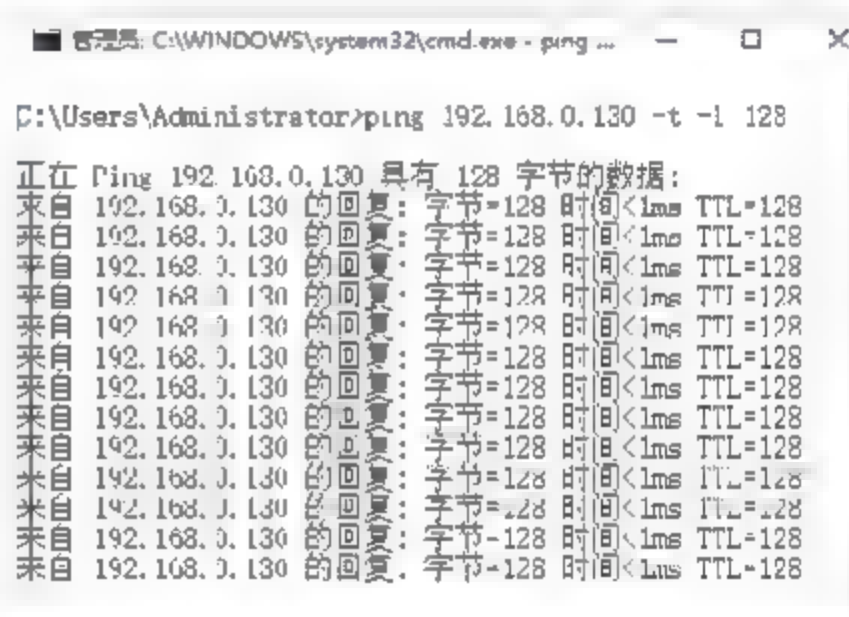 管理员: C:\WINDOWS\system32\cmd.exe - ping ...
C:\Users\Administrator>ping 192.168.0.130 -t -l 128
正在 Ping 192.168.0.130 具有 128 字节的数据:
来自 192.168.0.130 的回复: 字节=128 时间<1ms TTL=128
来自 192.168.0.130 的回复: 字节=128 时间<1ms TTL=128
来自 192.168.0.130 的回复: 字节=128 时间<1ms TTL=128
来自 192.168.0.130 的回复: 字节=128 时间<1ms TTL=128
来自 192.168.0.130 的回复: 字节=128 时间<1ms TTL=128
来自 192.168.0.130 的回复: 字节=128 时间<1ms TTL=128
来自 192.168.0.130 的回复: 字节=128 时间<1ms TTL=128
来自 192.168.0.130 的回复: 字节=128 时间<1ms TTL=128
来自 192.168.0.130 的回复: 字节=128 时间<1ms TTL=128
来自 192.168.0.130 的回复: 字节=128 时间<1ms TTL=128
来自 192.168.0.130 的回复: 字节=128 时间<1ms TTL=128
来自 192.168.0.130 的回复: 字节=128 时间<1ms TTL=128
来自 192.168.0.130 的回复: 字节=128 时间<1ms TTL=128